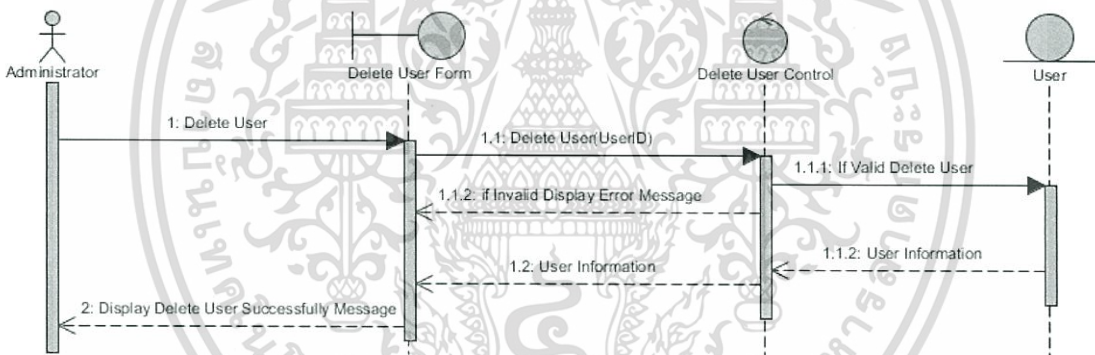 Administrator
Delete User Form
Delete User Control
User
1: Delete User
1.1: Delete User(UserID)
1.1.1: If Valid Delete User
1.1.2: if Invalid Display Error Message
1.1.2: User Information
1.2: User Information
2: Display Delete User Successfully Message